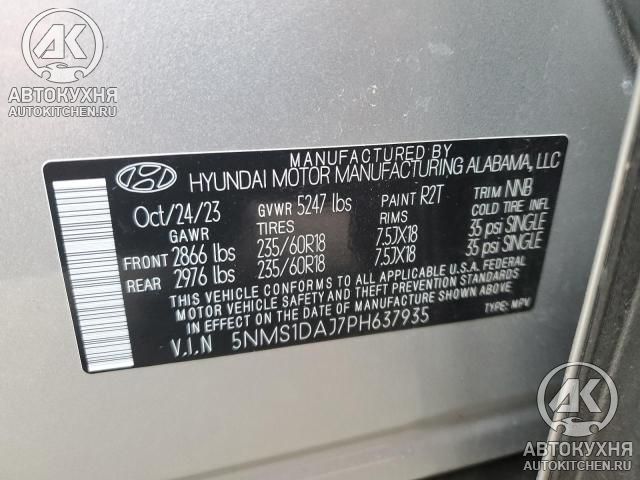 АВТОКУХНЯ
AUTOKITCHEN.RU
MANUFACTURED BY
HYUNDAI MOTOR MANUFACTURING ALABAMA, LLC
Oct/24/23 GVWR 5247 lbs PAINT R2T TRIM NNB
GAWR TIRES RIMS COLD TIRE INFL
FRONT 2866 lbs 235/60R18 7.5JX18 35 psi SINGLE
REAR 2976 lbs 235/60R18 7.5JX18 35 psi SINGLE
THIS VEHICLE CONFORMS TO ALL APPLICABLE U.S.A. FEDERAL
MOTOR VEHICLE SAFETY, BUMPER, AND THEFT PREVENTION STANDARDS
IN EFFECT ON THE DATE OF MANUFACTURE SHOWN ABOVE.
V.I.N 5NMS1DAJ7PH637935 TYPE: MPV
АВТОКУХНЯ
AUTOKITCHEN.RU